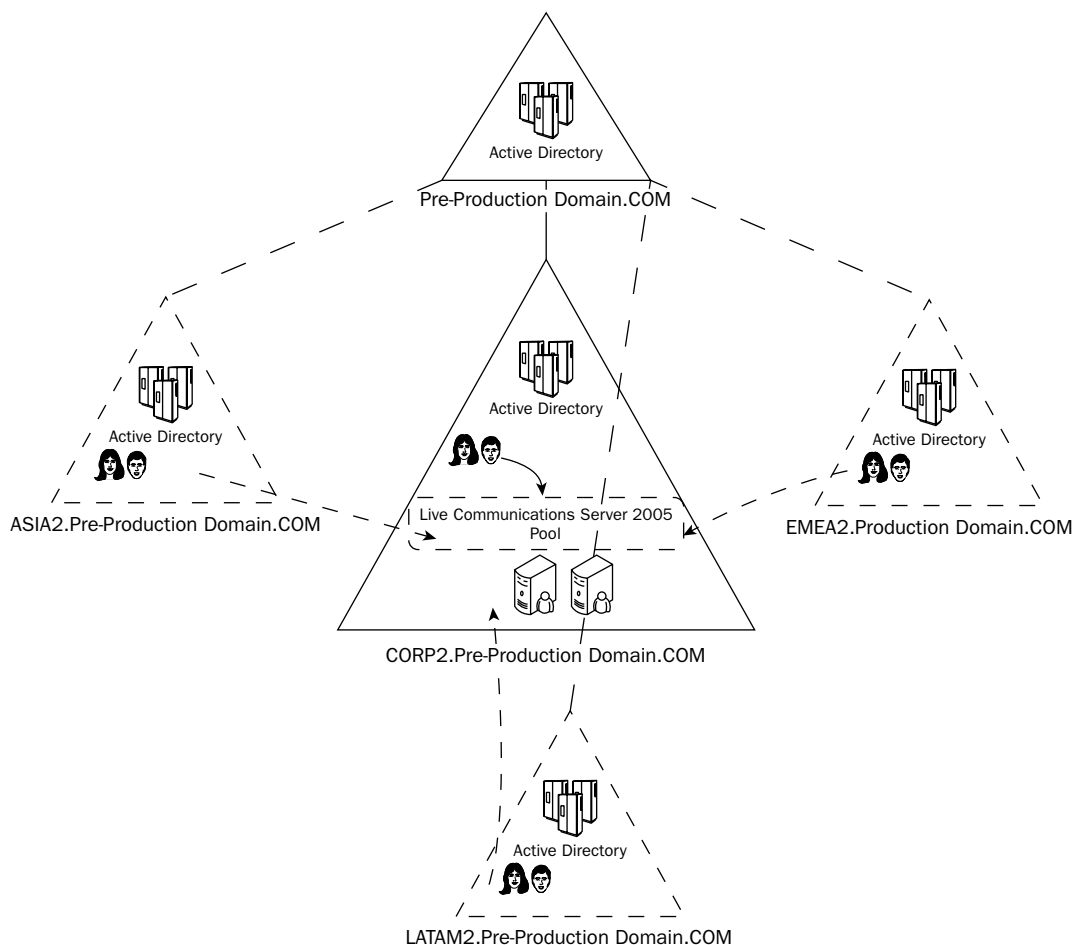 Active Directory
Pre-Production Domain.COM
Active Directory
Active Directory
ASIA2.Pre-Production Domain.COM
Active Directory
EMEA2.Production Domain.COM
Live Communications Server 2005
Pool
CORP2.Pre-Production Domain.COM
Active Directory
LATAM2.Pre-Production Domain.COM